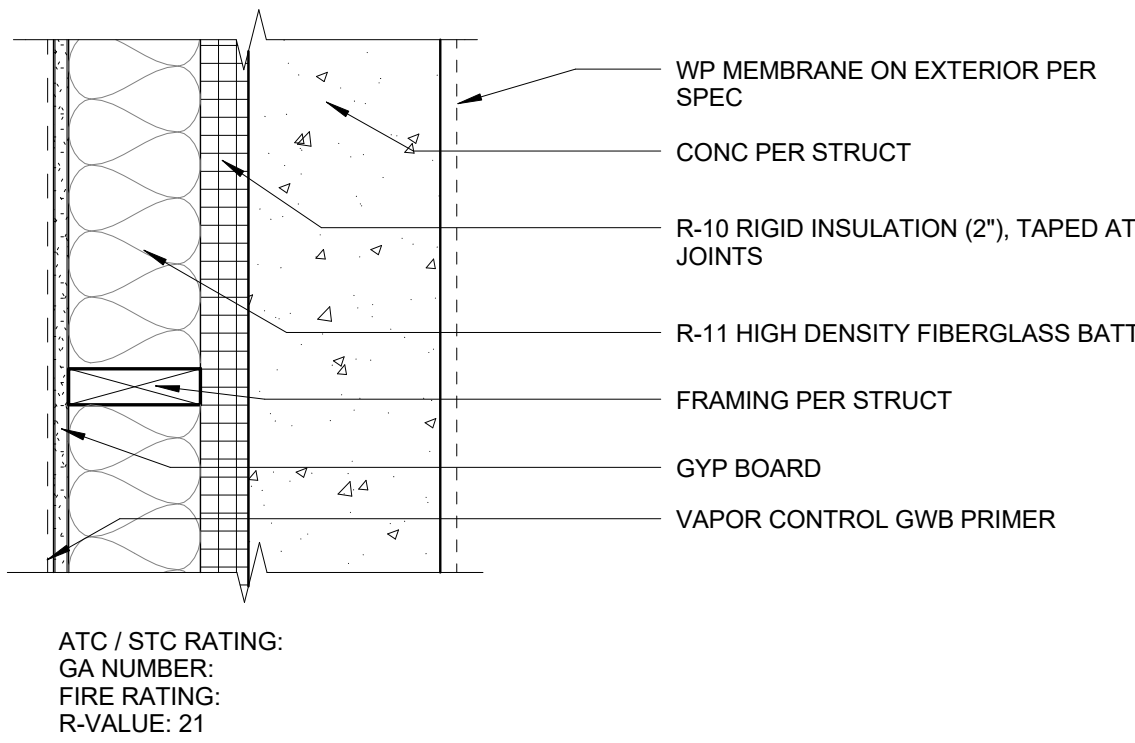 WP MEMBRANE ON EXTERIOR PER
SPEC
CONC PER STRUCT
R-10 RIGID INSULATION (2"), TAPED AT
JOINTS
R-11 HIGH DENSITY FIBERGLASS BATT
FRAMING PER STRUCT
GYP BOARD
VAPOR CONTROL GWB PRIMER
ATC / STC RATING:
GA NUMBER:
FIRE RATING:
R-VALUE: 21